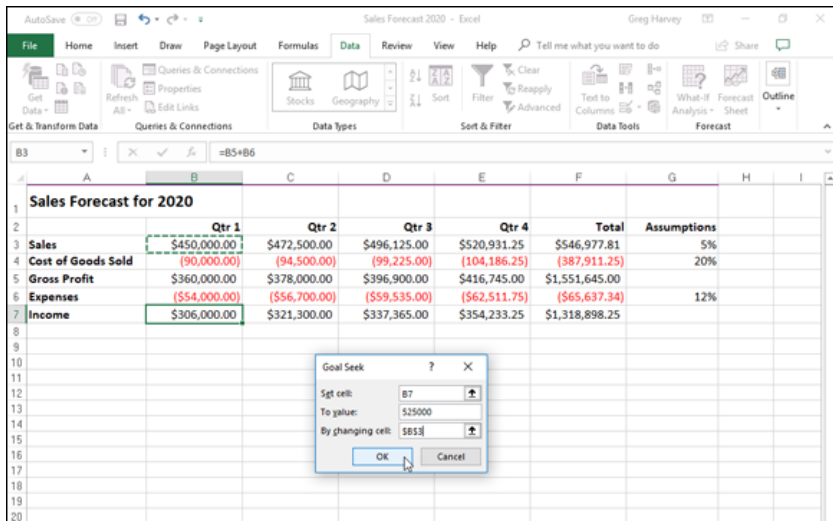 AutoSave Off Sales Forecast 2020 - Excel Greg Harvey
File Home Insert Draw Page Layout Formulas Data Review View Help Tell me what you want to do Share
Get Data Refresh All Queries & Connections Properties Edit Links Stocks Geography Sort Filter Clear Reapply Advanced Text to Columns What-If Analysis Forecast Sheet Outline
Get & Transform Data Queries & Connections Data Types Sort & Filter Data Tools Forecast
B3 fx =B5+B6
A B C D E F G H I
1 Sales Forecast for 2020
2 Qtr 1 Qtr 2 Qtr 3 Qtr 4 Total Assumptions
3 Sales $450,000.00 $472,500.00 $496,125.00 $520,931.25 $546,977.81 5%
4 Cost of Goods Sold (90,000.00) (94,500.00) (99,225.00) (104,186.25) (387,911.25) 20%
5 Gross Profit $360,000.00 $378,000.00 $396,900.00 $416,745.00 $1,551,645.00
6 Expenses ($54,000.00) ($56,700.00) ($59,535.00) ($62,511.75) ($65,637.34) 12%
7 Income $306,000.00 $321,300.00 $337,365.00 $354,233.25 $1,318,898.25
8
9
10
11
12
13
14
15
16
17
18
19
20
Goal Seek ? ×
Set cell: B7
To value: 525000
By changing cell: $B$3
OK Cancel